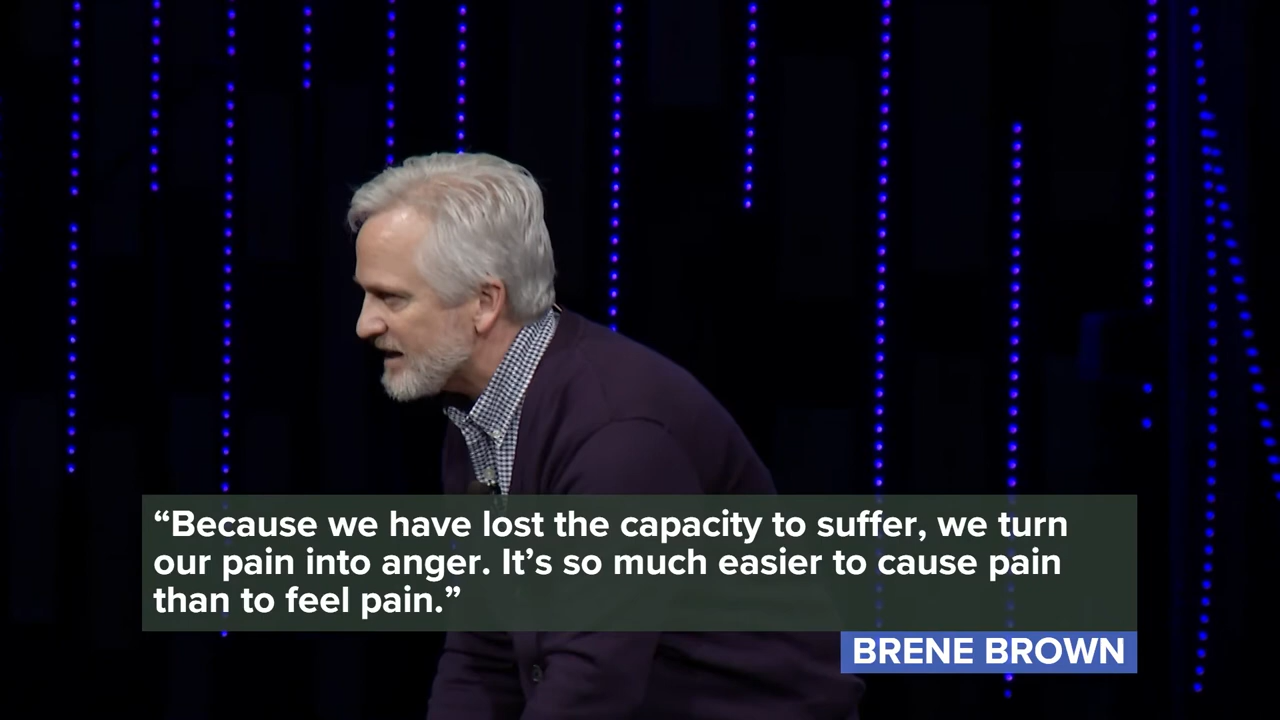 “Because we have lost the capacity to suffer, we turn
our pain into anger. It’s so much easier to cause pain
than to feel pain.”
BRENE BROWN